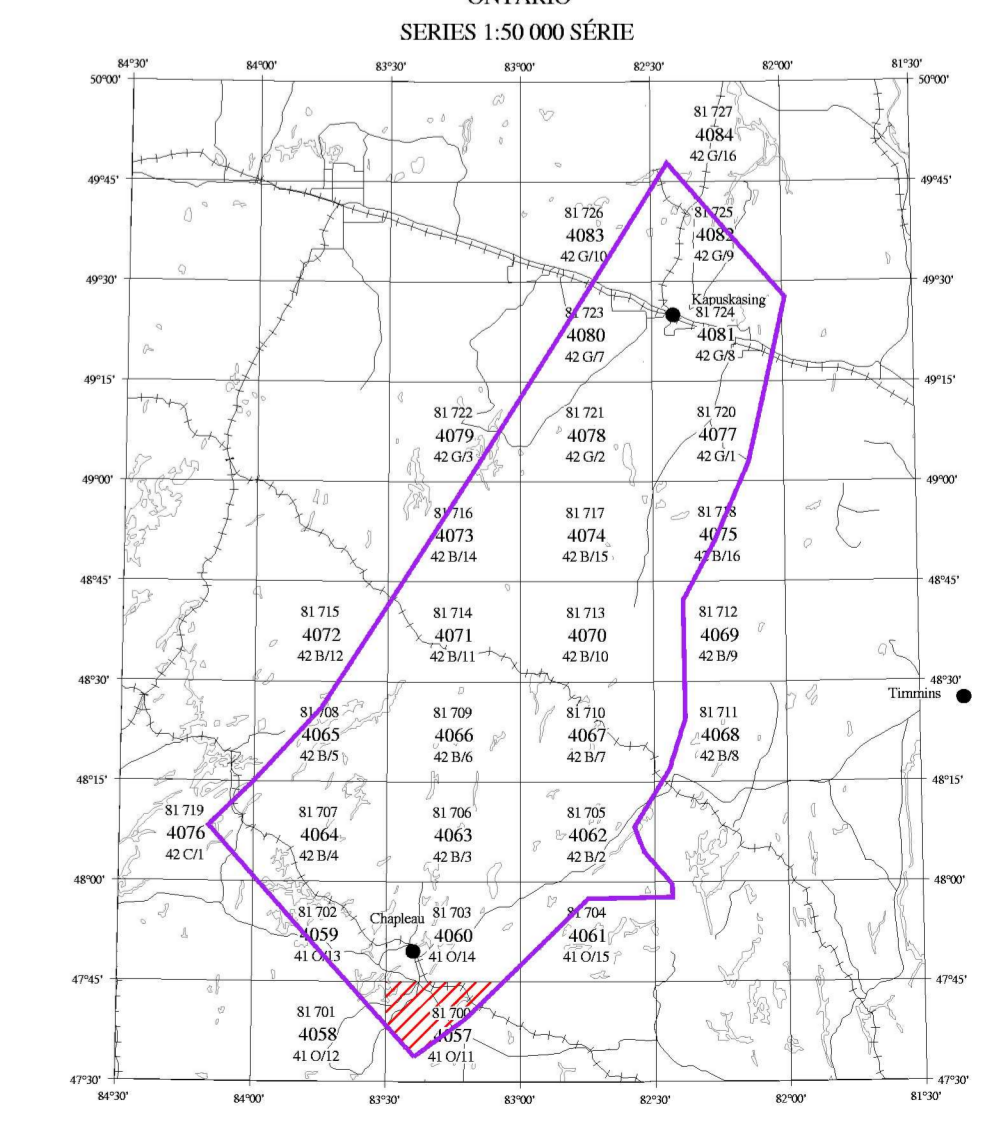 ONTARIO
SERIES 1:50 000 SÉRIE
84°30'
84°00'
83°30'
83°00'
82°30'
82°00'
81°30'
50°00'
50°00'
81 727
4084
42 G/16
49°45'
49°45'
81 726
4083
42 G/10
81 725
4082
42 G/9
49°30'
49°30'
Kapuskasing
81 723
4080
42 G/7
81 724
4081
42 G/8
49°15'
49°15'
81 722
4079
42 G/3
81 721
4078
42 G/2
81 720
4077
42 G/1
49°00'
49°00'
81 716
4073
42 B/14
81 717
4074
42 B/15
81 718
4075
42 B/16
48°45'
48°45'
81 715
4072
42 B/12
81 714
4071
42 B/11
81 713
4070
42 B/10
81 712
4069
42 B/9
48°30'
48°30'
Timmins
81 708
4065
42 B/5
81 709
4066
42 B/6
81 710
4067
42 B/7
81 711
4068
42 B/8
48°15'
48°15'
81 719
4076
42 C/1
81 707
4064
42 B/4
81 706
4063
42 B/3
81 705
4062
42 B/2
48°00'
48°00'
81 702
4059
41 O/13
Chapleau
81 703
4060
41 O/14
81 704
4061
41 O/15
47°45'
47°45'
81 701
4058
41 O/12
81 700
4057
41 O/11
47°30'
47°30'
84°30'
84°00'
83°30'
83°00'
82°30'
82°00'
81°30'